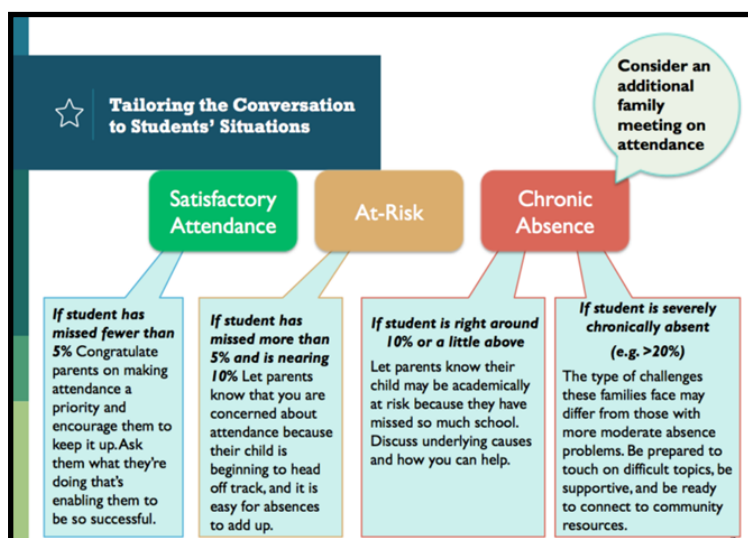 Tailoring the Conversation
to Students' Situations
Consider an
additional
family
meeting on
attendance
Satisfactory
Attendance
At-Risk
Chronic
Absence
If student has
missed fewer than
5% Congratulate
parents on making
attendance a
priority and
encourage them to
keep it up. Ask
them what they're
doing that's
enabling them to
be so successful.
If student has
missed more than
5% and is nearing
10% Let parents
know that you are
concerned about
attendance because
their child is
beginning to head
off track, and it is
easy for absences
to add up.
If student is right around
10% or a little above
Let parents know their
child may be academically
at risk because they have
missed so much school.
Discuss underlying causes
and how you can help.
If student is severely
chronically absent
(e.g. >20%)
The type of challenges
these families face may
differ from those with
more moderate absence
problems. Be prepared to
touch on difficult topics, be
supportive, and be ready
to connect to community
resources.